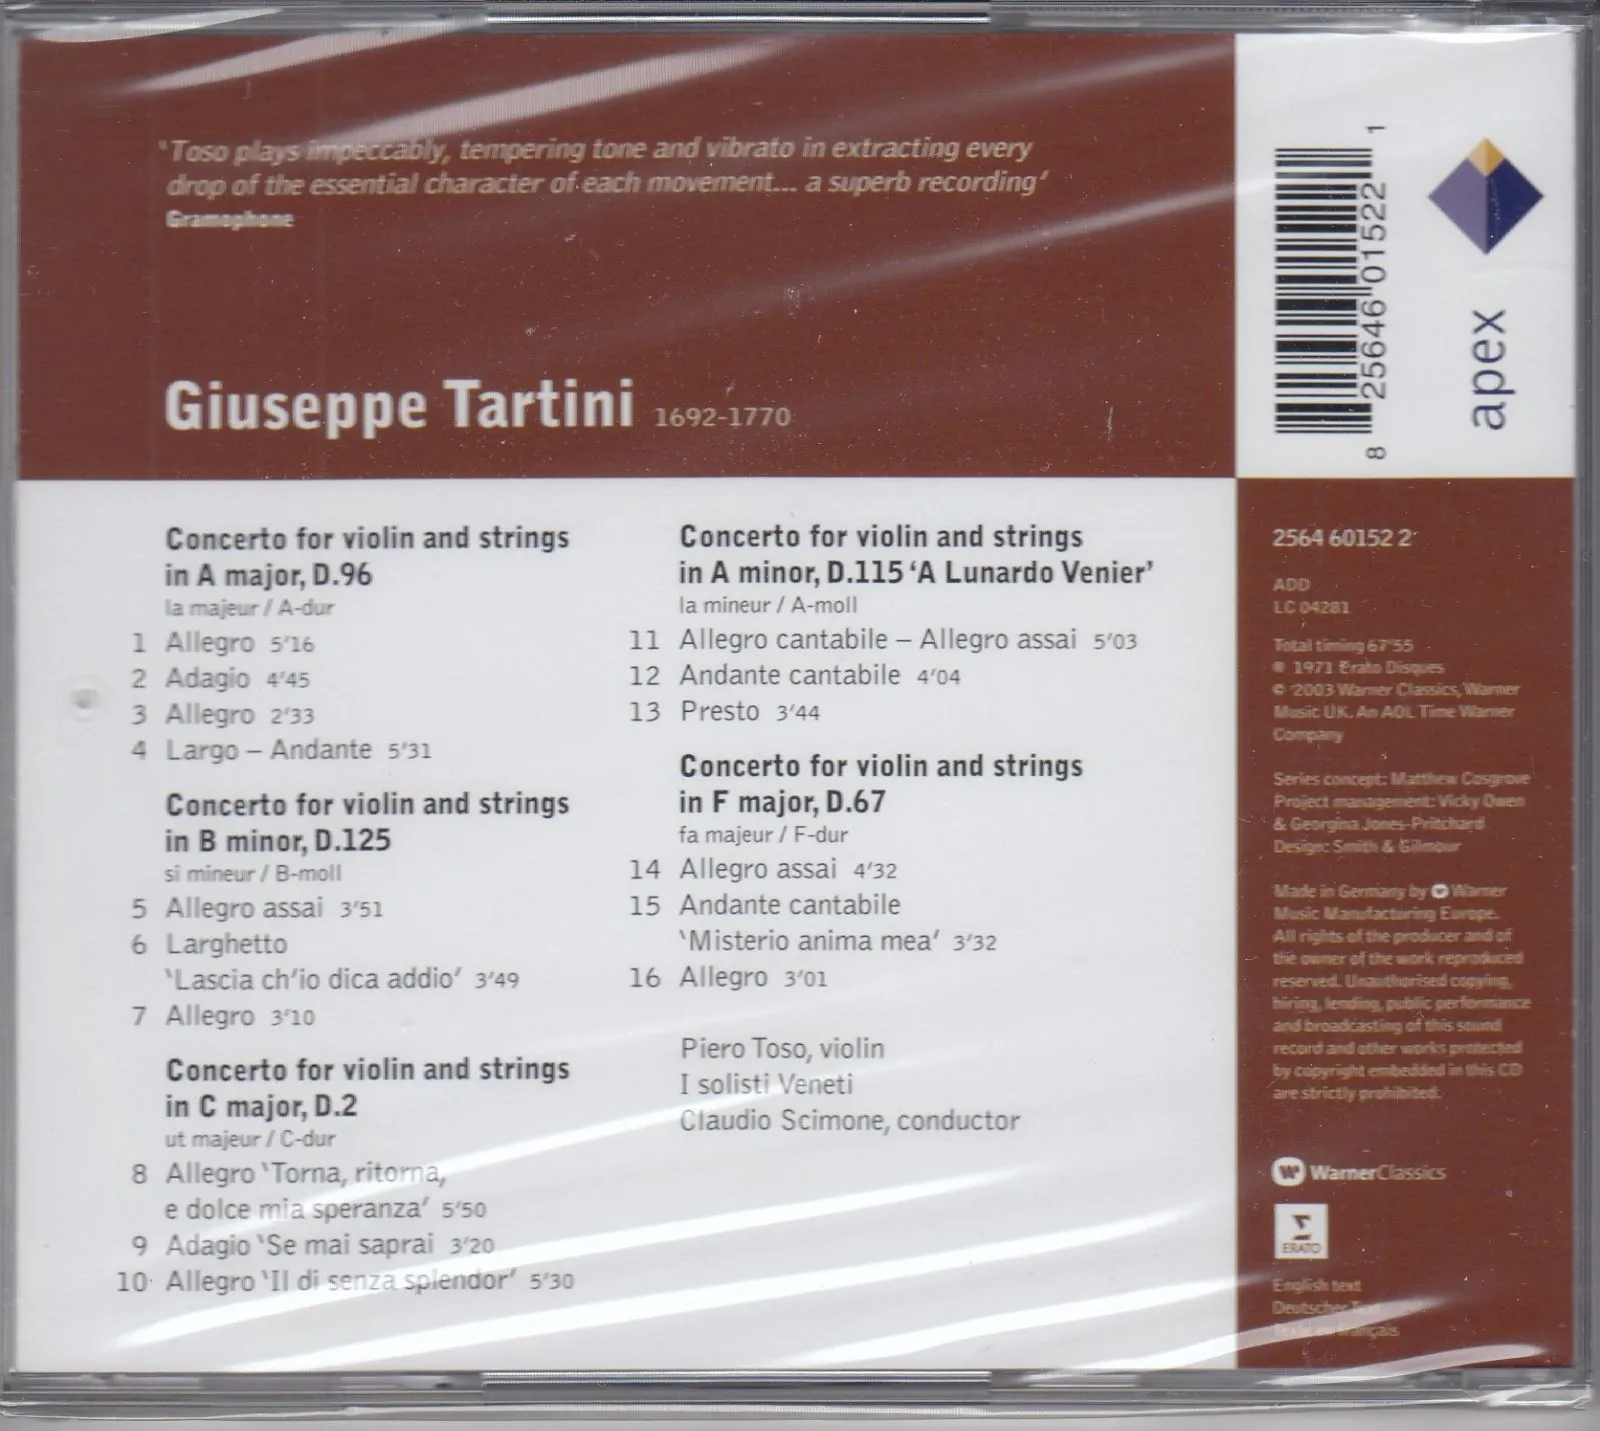 ‘Toso plays impeccably, tempering tone and vibrato in extracting every
drop of the essential character of each movement... a superb recording’
Gramophone
Giuseppe Tartini 1692-1770
Concerto for violin and strings
in A major, D.96
la majeur / A-dur
1 Allegro 5’16
2 Adagio 4’45
3 Allegro 2’33
4 Largo – Andante 5’31
Concerto for violin and strings
in B minor, D.125
si mineur / B-moll
5 Allegro assai 3’51
6 Larghetto
‘Lascia ch’io dica addio’ 3’49
7 Allegro 3’10
Concerto for violin and strings
in C major, D.2
ut majeur / C-dur
8 Allegro ‘Torna, ritorna,
e dolce mia speranza’ 5’50
9 Adagio ‘Se mai saprai 3’20
10 Allegro ‘Il di senza splendor’ 5’30
Concerto for violin and strings
in A minor, D.115 ‘A Lunardo Venier’
la mineur / A-moll
11 Allegro cantabile – Allegro assai 5’03
12 Andante cantabile 4’04
13 Presto 3’44
Concerto for violin and strings
in F major, D.67
fa majeur / F-dur
14 Allegro assai 4’32
15 Andante cantabile
‘Misterio anima mea’ 3’32
16 Allegro 3’01
Piero Toso, violin
I solisti Veneti
Claudio Scimone, conductor
8 25646 01522 1
apex
2564 60152 2
ADD
LC 04281
Total timing 67’55
℗ 1971 Erato Disques
© 2003 Warner Classics, Warner
Music UK. An AOL Time Warner
Company
Series concept: Matthew Cosgrove
Project management: Vicky Owen
& Georgina Jones-Pritchard
Design: Smith & Gilmour
Made in Germany by Warner
Music Manufacturing Europe.
All rights of the producer and of
the owner of the work reproduced
reserved. Unauthorised copying,
hiring, lending, public performance
and broadcasting of this sound
record and other works protected
by copyright embedded in this CD
are strictly prohibited.
WarnerClassics
ERATO
English text
Deutscher Text
français